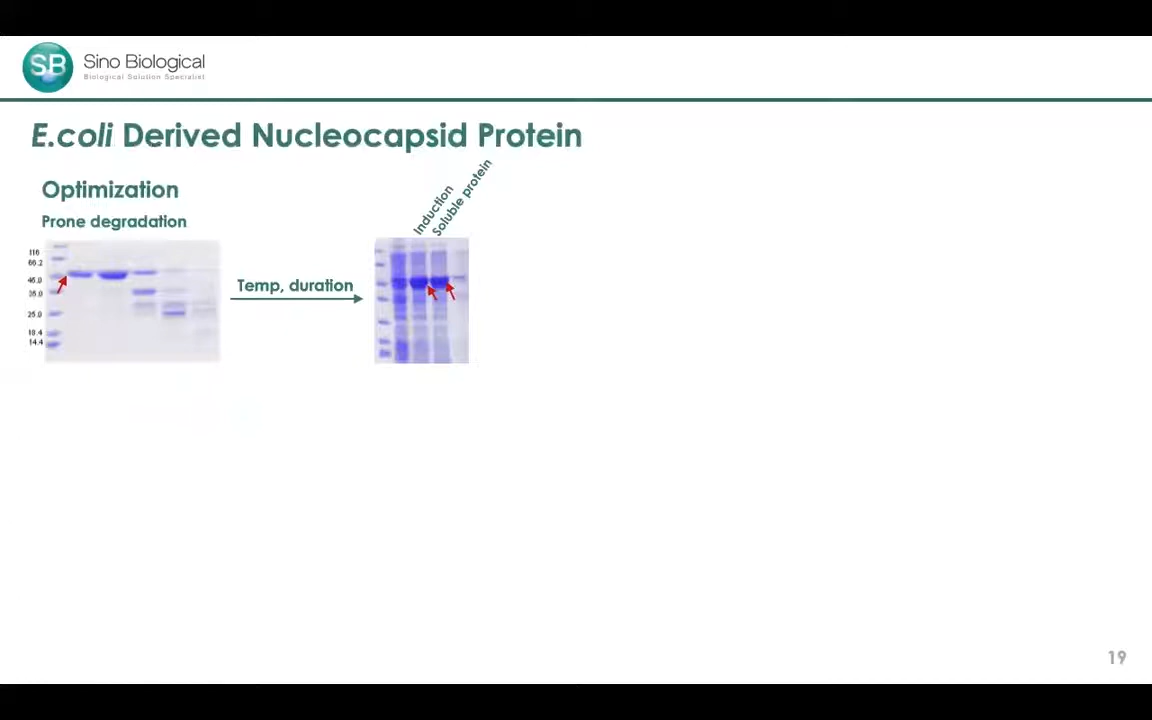 SB
Sino Biological
Biological Solution Specialist
E.coli Derived Nucleocapsid Protein
Optimization
Prone degradation
Induction
Soluble protein
116
66.2
45.0
35.0
25.0
18.4
14.4
Temp, duration
19